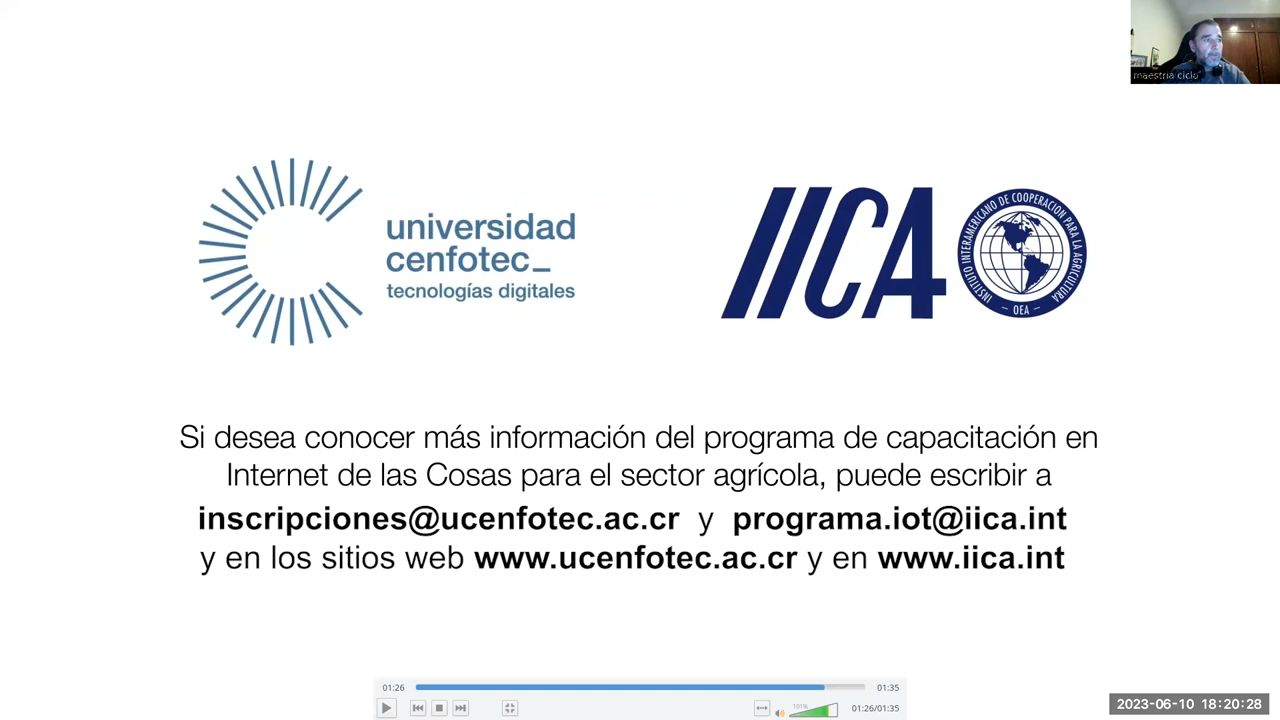 maestria ciclo
universidad
cenfotec_
tecnologías digitales
IICA
INSTITUTO INTERAMERICANO DE COOPERACION PARA LA AGRICULTURA
- OEA -
Si desea conocer más información del programa de capacitación en
Internet de las Cosas para el sector agrícola, puede escribir a
inscripciones@ucenfotec.ac.cr y programa.iot@iica.int
y en los sitios web www.ucenfotec.ac.cr y en www.iica.int
01:26
01:35
101%
01:26/01:35
2023-06-10 18:20:28